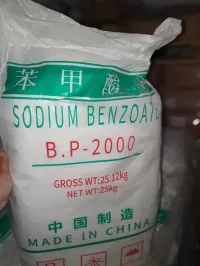 苯甲酸
SODIUM BENZOATE
B.P-2000
GROSS WT:25.12kg
NET WT:25kg
中国制造
MADE IN CHINA